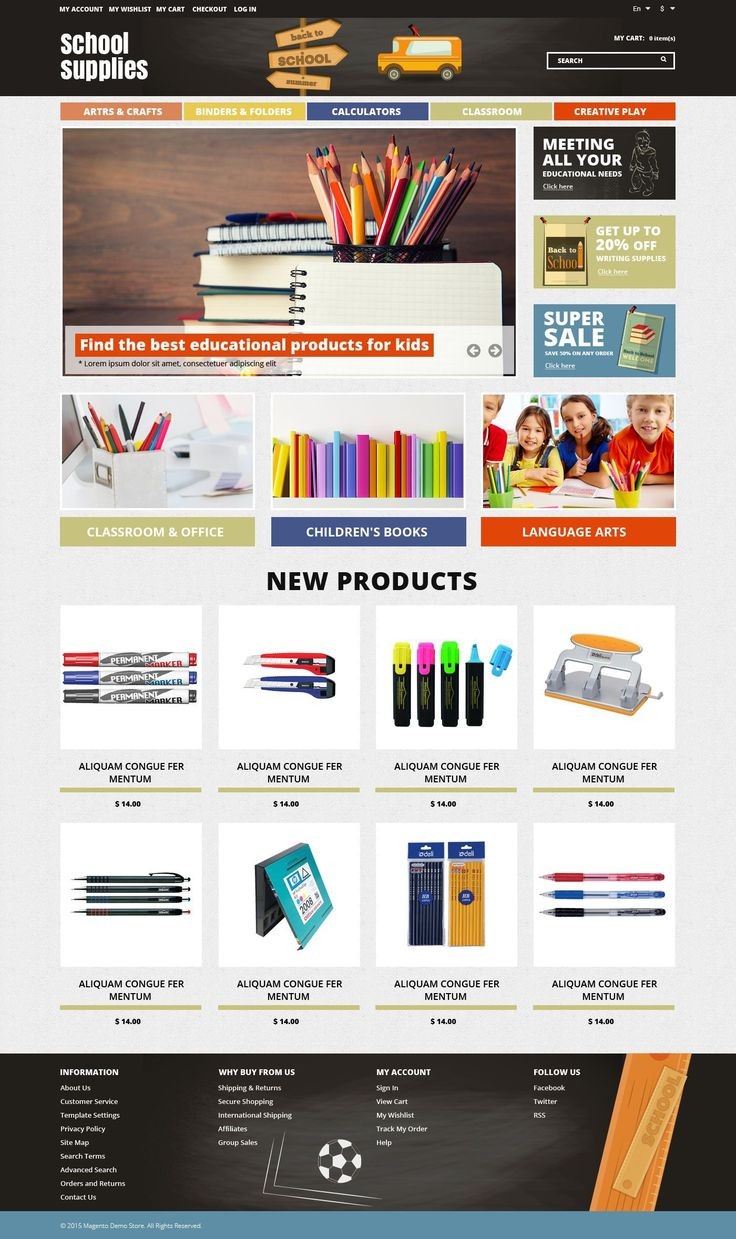 MY ACCOUNT MY WISHLIST MY CART CHECKOUT LOG IN
En $
School
Supplies
back to
SCHOOL
summer
MY CART: 0 item(s)
SEARCH
ARTRS & CRAFTS
BINDERS & FOLDERS
CALCULATORS
CLASSROOM
CREATIVE PLAY
Find the best educational products for kids
* Lorem ipsum dolor sit amet, consectetuer adipiscing elit
MEETING
ALL YOUR
EDUCATIONAL NEEDS
Click here
Back to
School
GET UP TO
20% OFF
WRITING SUPPLIES
Click here
SUPER
SALE
SAVE 50% ON ANY ORDER
Click here
WELCOME
CLASSROOM & OFFICE
CHILDREN'S BOOKS
LANGUAGE ARTS
NEW PRODUCTS
PERMANENT
MARKER
PERMANENT
MARKER
PERMANENT
MARKER
deli
ALIQUAM CONGUE FER
MENTUM
$ 14.00
ALIQUAM CONGUE FER
MENTUM
$ 14.00
ALIQUAM CONGUE FER
MENTUM
$ 14.00
ALIQUAM CONGUE FER
MENTUM
$ 14.00
2008
deli
deli
ALIQUAM CONGUE FER
MENTUM
$ 14.00
ALIQUAM CONGUE FER
MENTUM
$ 14.00
ALIQUAM CONGUE FER
MENTUM
$ 14.00
ALIQUAM CONGUE FER
MENTUM
$ 14.00
INFORMATION
About Us
Customer Service
Template Settings
Privacy Policy
Site Map
Search Terms
Advanced Search
Orders and Returns
Contact Us
WHY BUY FROM US
Shipping & Returns
Secure Shopping
International Shipping
Affiliates
Group Sales
MY ACCOUNT
Sign In
View Cart
My Wishlist
Track My Order
Help
FOLLOW US
Facebook
Twitter
RSS
SCHOOL
© 2015 Magento Demo Store. All Rights Reserved.